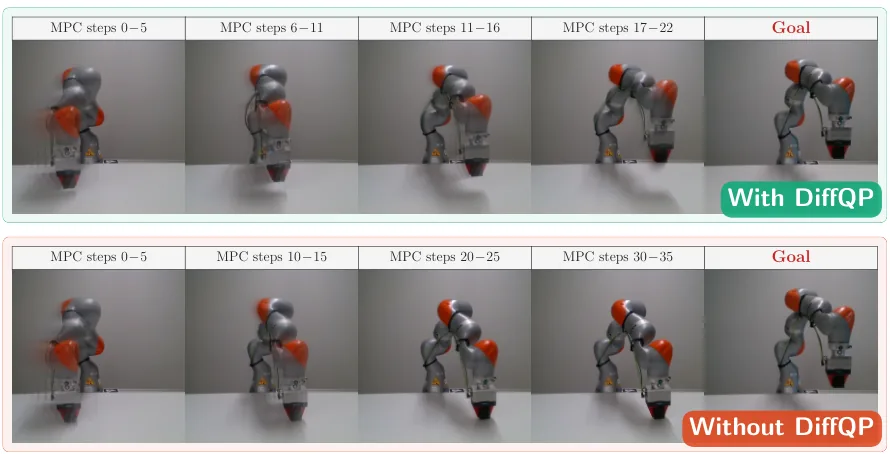 MPC steps 0−5 MPC steps 6−11 MPC steps 11−16 MPC steps 17−22 Goal
With DiffQP
MPC steps 0−5 MPC steps 10−15 MPC steps 20−25 MPC steps 30−35 Goal
Without DiffQP